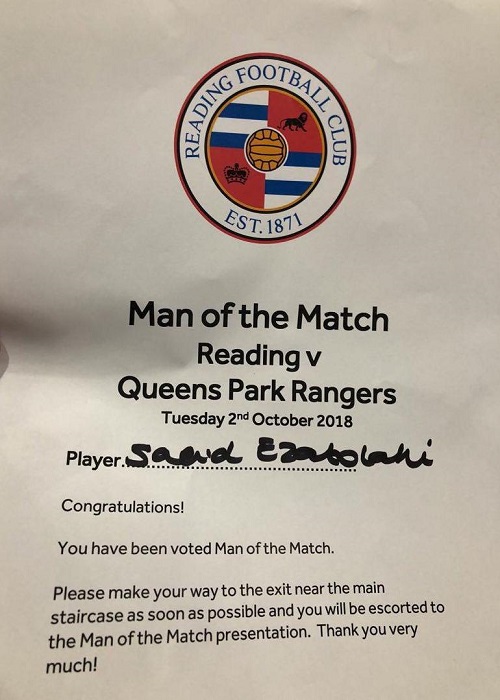 READING FOOTBALL CLUB
EST. 1871
Man of the Match
Reading v
Queens Park Rangers
Tuesday 2nd October 2018
Player...Saeid Ezatolahi
Congratulations!
You have been voted Man of the Match.
Please make your way to the exit near the main
staircase as soon as possible and you will be escorted to
the Man of the Match presentation. Thank you very
much!